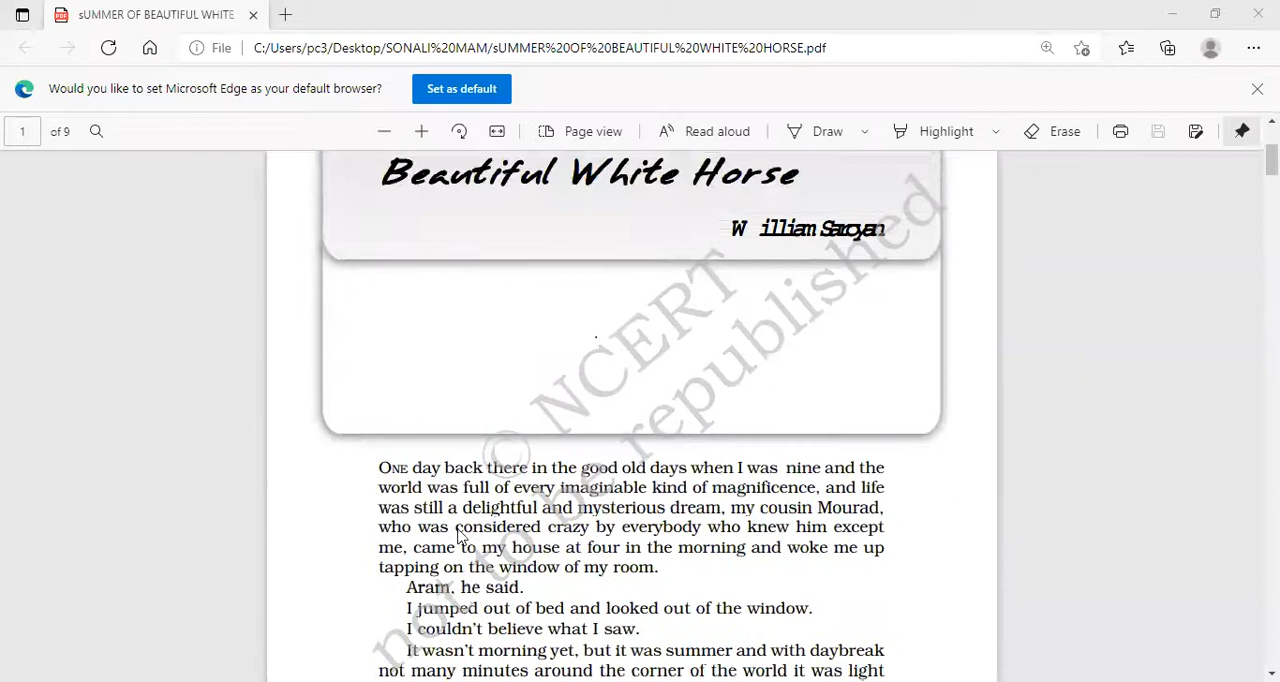 sUMMER OF BEAUTIFUL WHITE
File C:/Users/pc3/Desktop/SONALI%20MAM/sUMMER%20OF%20BEAUTIFUL%20WHITE%20HORSE.pdf
Would you like to set Microsoft Edge as your default browser? Set as default
1 of 9 Page view Read aloud Draw Highlight Erase
Beautiful White Horse
William Saroyan
© NCERT
not to be republished
ONE day back there in the good old days when I was nine and the
world was full of every imaginable kind of magnificence, and life
was still a delightful and mysterious dream, my cousin Mourad,
who was considered crazy by everybody who knew him except
me, came to my house at four in the morning and woke me up
tapping on the window of my room.
Aram, he said.
I jumped out of bed and looked out of the window.
I couldn't believe what I saw.
It wasn't morning yet, but it was summer and with daybreak
not many minutes around the corner of the world it was light